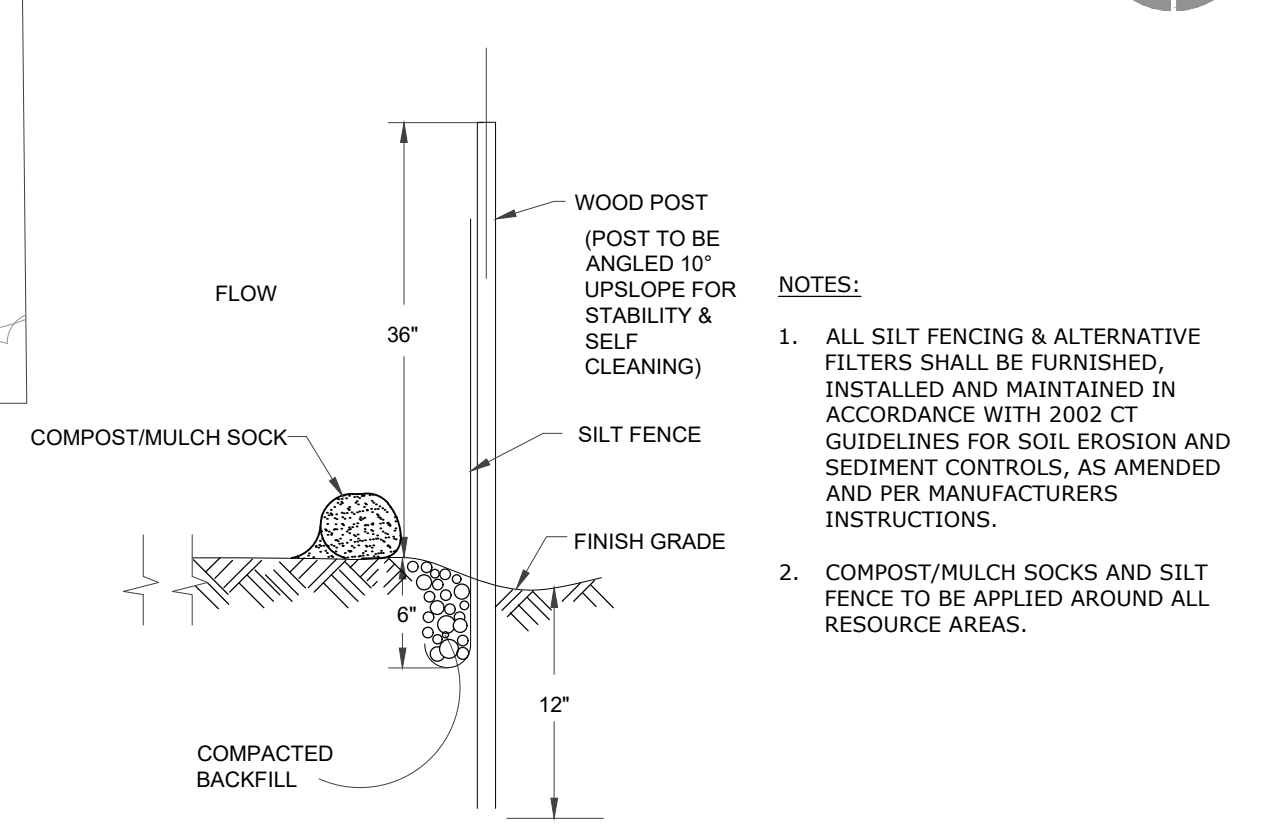 WOOD POST
(POST TO BE
ANGLED 10°
UPSLOPE FOR
STABILITY &
SELF
CLEANING)
FLOW
36"
COMPOST/MULCH SOCK
SILT FENCE
FINISH GRADE
6"
12"
COMPACTED
BACKFILL
NOTES:
1. ALL SILT FENCING & ALTERNATIVE
FILTERS SHALL BE FURNISHED,
INSTALLED AND MAINTAINED IN
ACCORDANCE WITH 2002 CT
GUIDELINES FOR SOIL EROSION AND
SEDIMENT CONTROLS, AS AMENDED
AND PER MANUFACTURERS
INSTRUCTIONS.
2. COMPOST/MULCH SOCKS AND SILT
FENCE TO BE APPLIED AROUND ALL
RESOURCE AREAS.